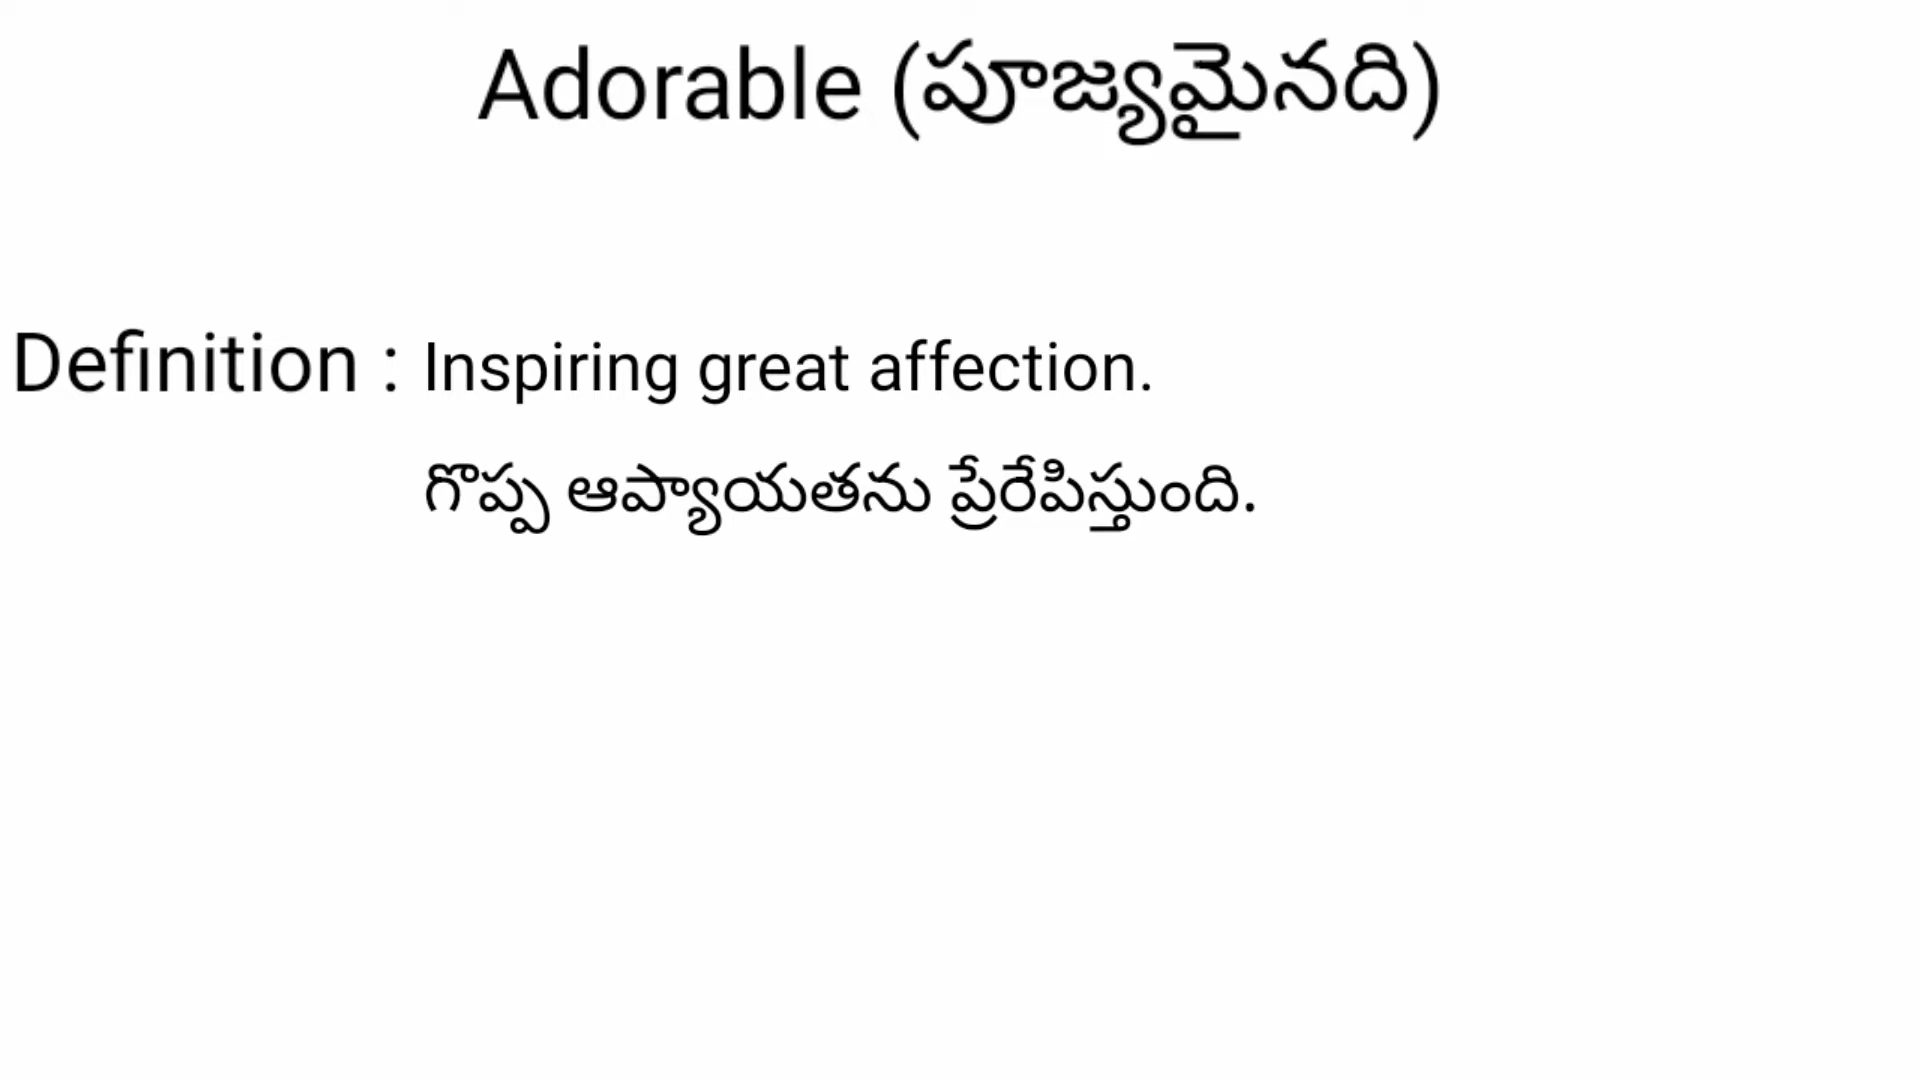 Adorable (పూజ్యమైనది)
Definition : Inspiring great affection.
గొప్ప ఆప్యాయతను ప్రేరేపిస్తుంది.